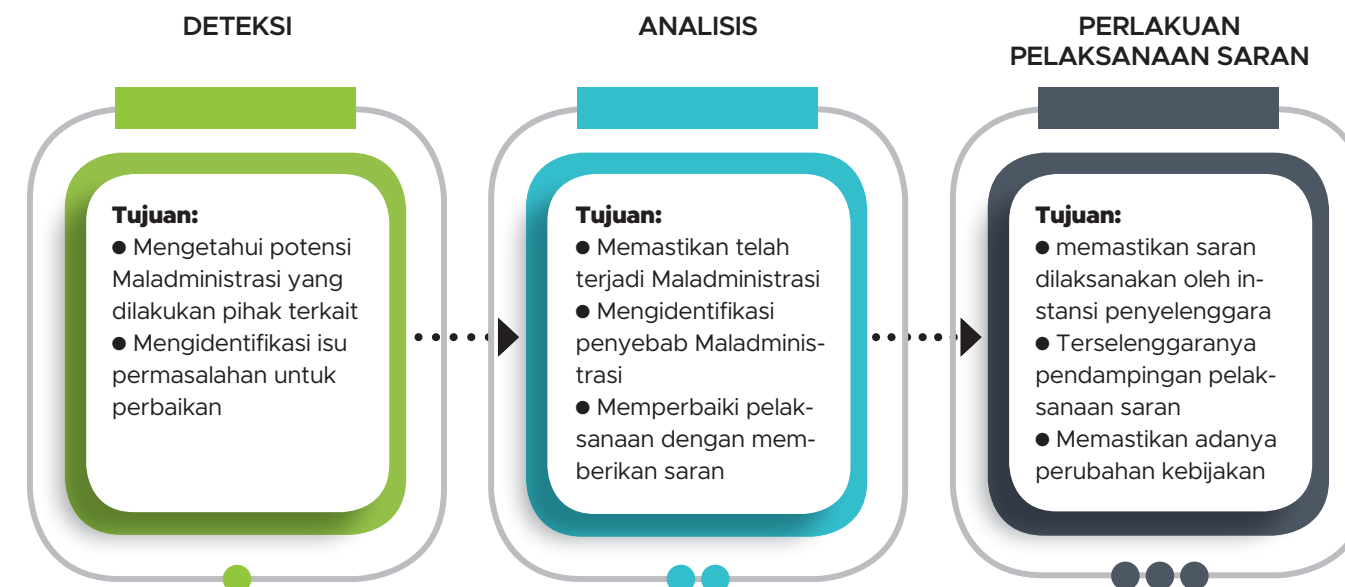 DETEKSI
Tujuan:
● Mengetahui potensi
Maladministrasi yang
dilakukan pihak terkait
● Mengidentifikasi isu
permasalahan untuk
perbaikan
ANALISIS
Tujuan:
● Memastikan telah
terjadi Maladministrasi
● Mengidentifikasi
penyebab Maladminis-
trasi
● Memperbaiki pelak-
sanaan dengan mem-
berikan saran
PERLAKUAN
PELAKSANAAN SARAN
Tujuan:
● memastikan saran
dilaksanakan oleh in-
stansi penyelenggara
● Terselenggaranya
pendampingan pelak-
sanaan saran
● Memastikan adanya
perubahan kebijakan